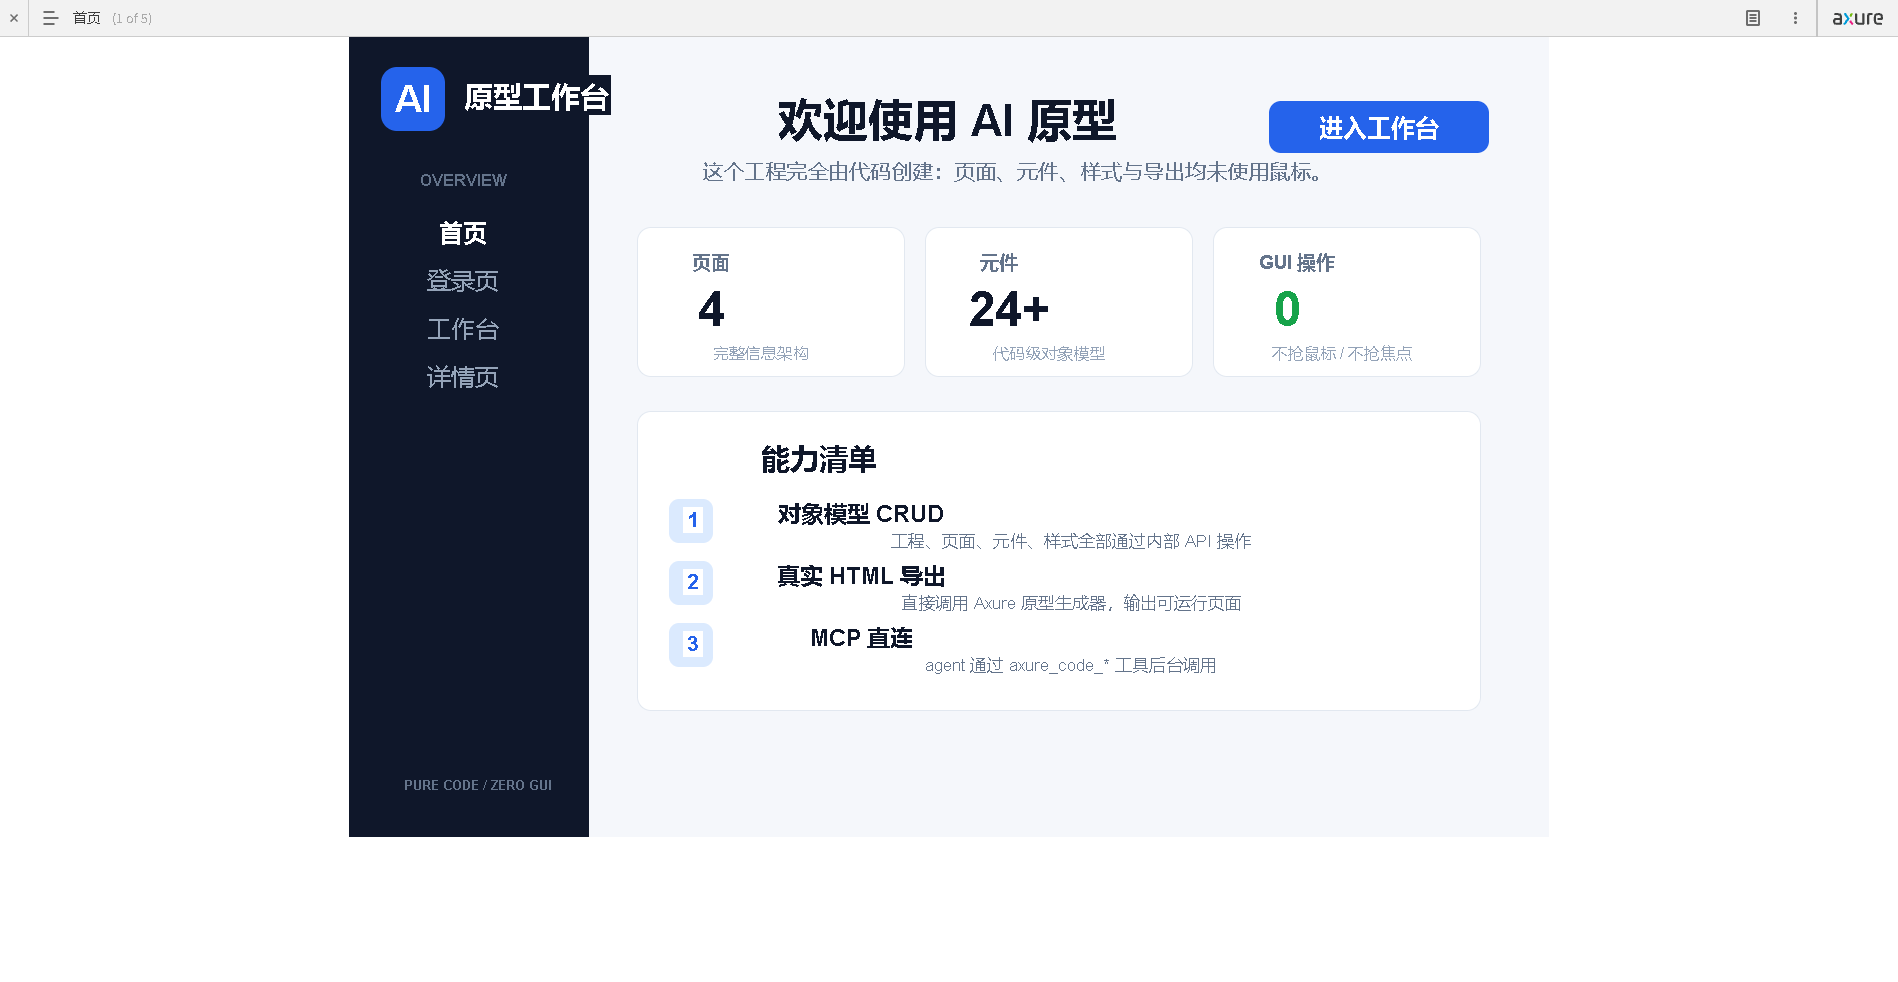 首页 (1 of 5)
axure
AI 原型工作台
OVERVIEW
首页
登录页
工作台
详情页
PURE CODE / ZERO GUI
欢迎使用 AI 原型
进入工作台
这个工程完全由代码创建：页面、元件、样式与导出均未使用鼠标。
页面
4
完整信息架构
元件
24+
代码级对象模型
GUI 操作
0
不抢鼠标 / 不抢焦点
能力清单
1
对象模型 CRUD
工程、页面、元件、样式全部通过内部 API 操作
2
真实 HTML 导出
直接调用 Axure 原型生成器，输出可运行页面
3
MCP 直连
agent 通过 axure_code_* 工具后台调用